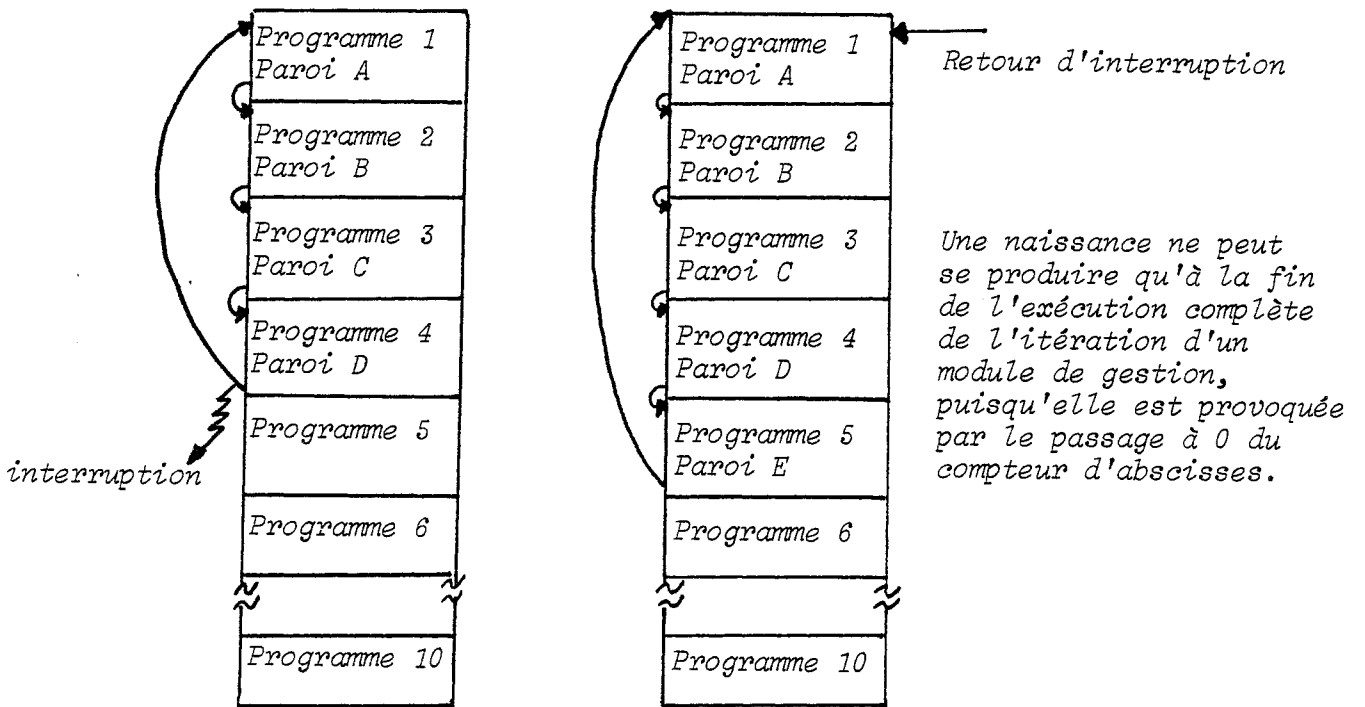 Programme 1
Paroi A
Programme 2
Paroi B
Programme 3
Paroi C
Programme 4
Paroi D
Programme 5
Programme 6
Programme 10
interruption
Programme 1
Paroi A
Programme 2
Paroi B
Programme 3
Paroi C
Programme 4
Paroi D
Programme 5
Paroi E
Programme 6
Programme 10
Retour d'interruption
Une naissance ne peut
se produire qu'à la fin
de l'exécution complète
de l'itération d'un
module de gestion,
puisqu'elle est provoquée
par le passage à 0 du
compteur d'abscisses.